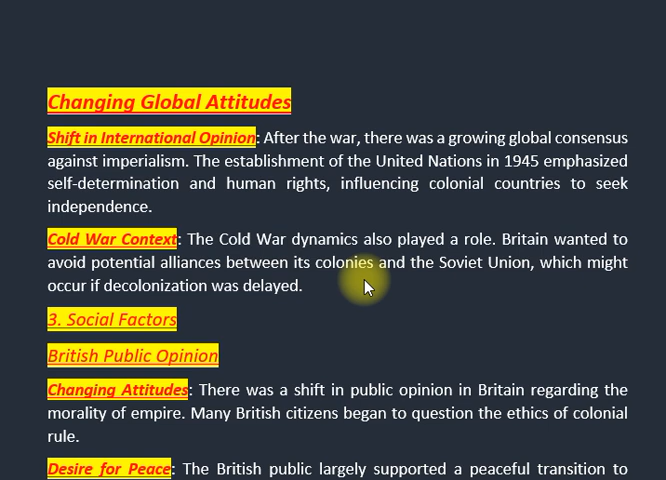 Changing Global Attitudes
Shift in International Opinion: After the war, there was a growing global consensus
against imperialism. The establishment of the United Nations in 1945 emphasized
self-determination and human rights, influencing colonial countries to seek
independence.
Cold War Context: The Cold War dynamics also played a role. Britain wanted to
avoid potential alliances between its colonies and the Soviet Union, which might
occur if decolonization was delayed.
3. Social Factors
British Public Opinion
Changing Attitudes: There was a shift in public opinion in Britain regarding the
morality of empire. Many British citizens began to question the ethics of colonial
rule.
Desire for Peace: The British public largely supported a peaceful transition to